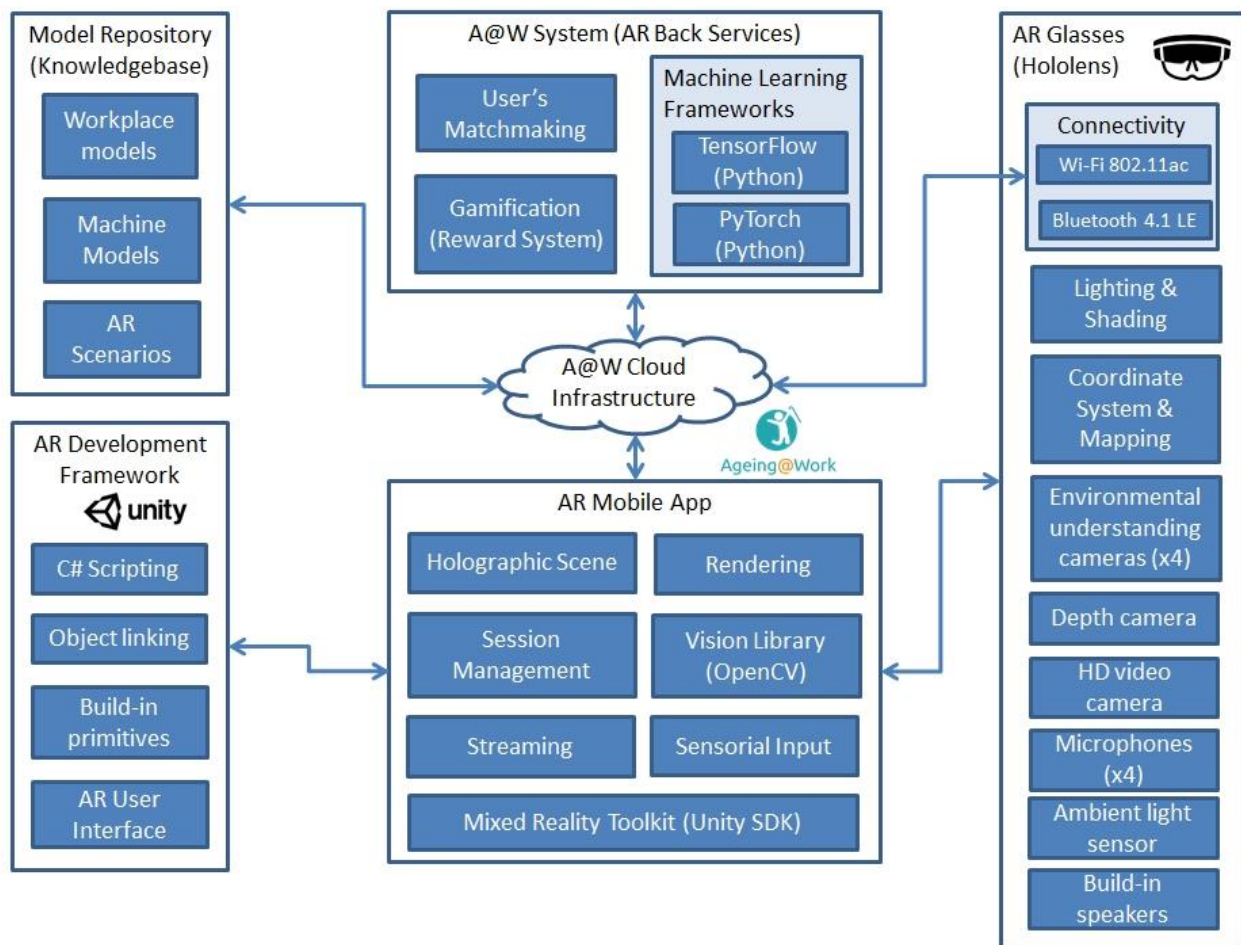 Model Repository
(Knowledgebase)
Workplace
models
Machine
Models
AR
Scenarios
A@W System (AR Back Services)
User's
Matchmaking
Gamification
(Reward System)
Machine Learning
Frameworks
TensorFlow
(Python)
PyTorch
(Python)
AR Glasses
(Hololens)
Connectivity
Wi-Fi 802.11ac
Bluetooth 4.1 LE
Lighting &
Shading
Coordinate
System &
Mapping
Environmental
understanding
cameras (x4)
Depth camera
HD video
camera
Microphones
(x4)
Ambient light
sensor
Build-in
speakers
A@W Cloud
Infrastructure
Ageing@Work
AR Development
Framework
unity
C# Scripting
Object linking
Build-in
primitives
AR User
Interface
AR Mobile App
Holographic Scene
Rendering
Session
Management
Vision Library
(OpenCV)
Streaming
Sensorial Input
Mixed Reality Toolkit (Unity SDK)